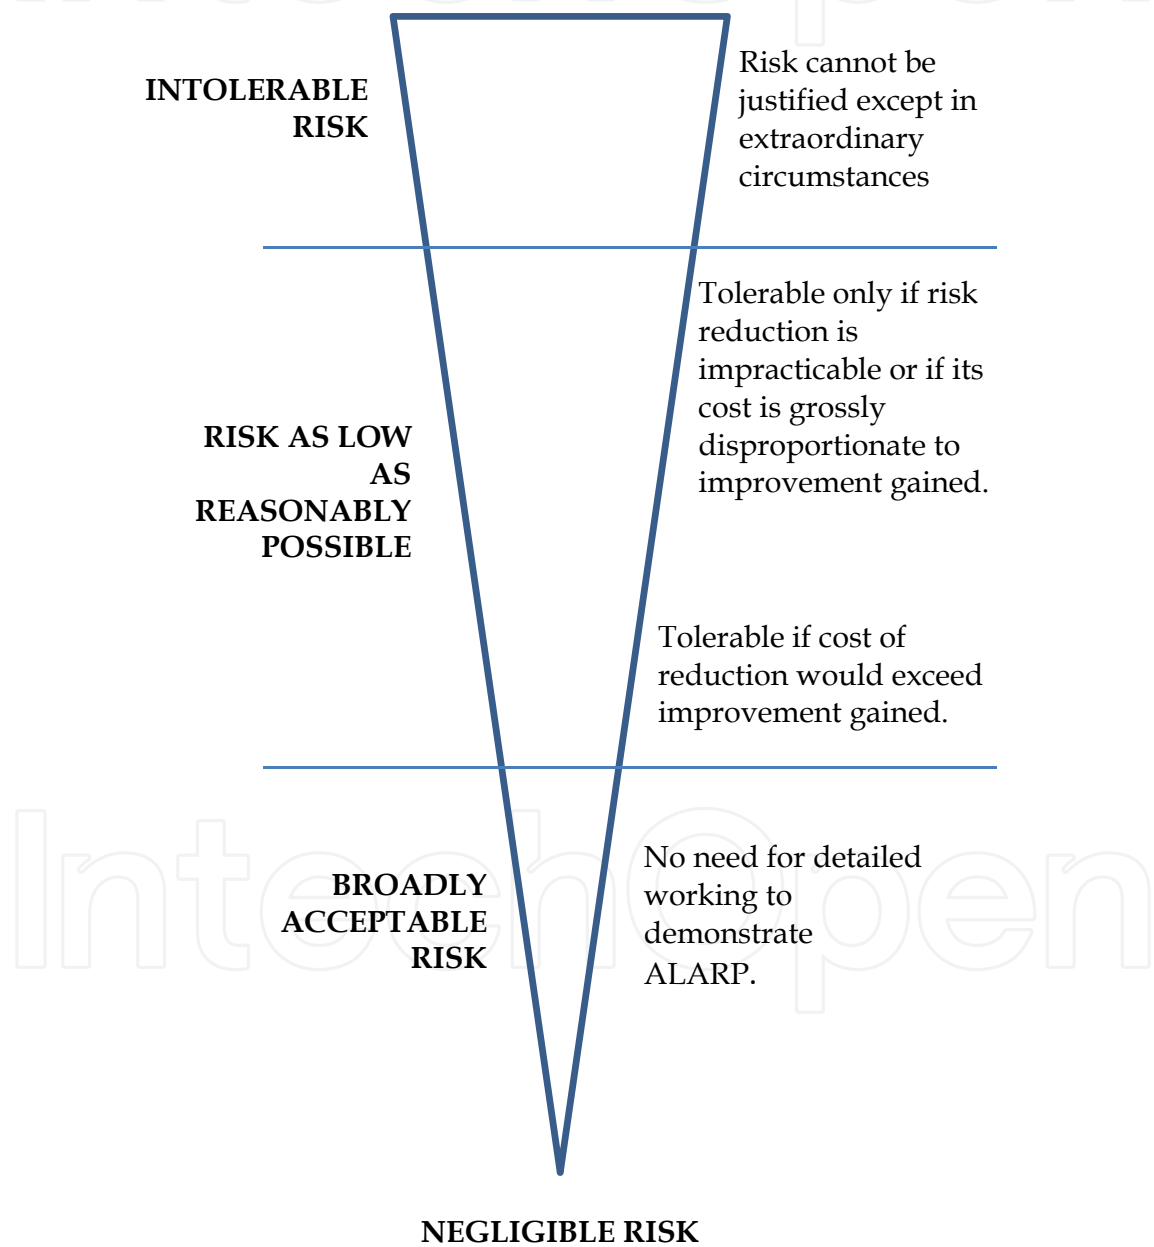 INTOLERABLE
RISK
Risk cannot be
justified except in
extraordinary
circumstances
Tolerable only if risk
reduction is
impracticable or if its
cost is grossly
disproportionate to
improvement gained.
RISK AS LOW
AS
REASONABLY
POSSIBLE
Tolerable if cost of
reduction would exceed
improvement gained.
BROADLY
ACCEPTABLE
RISK
No need for detailed
working to
demonstrate
ALARP.
NEGLIGIBLE RISK
IntechOpen